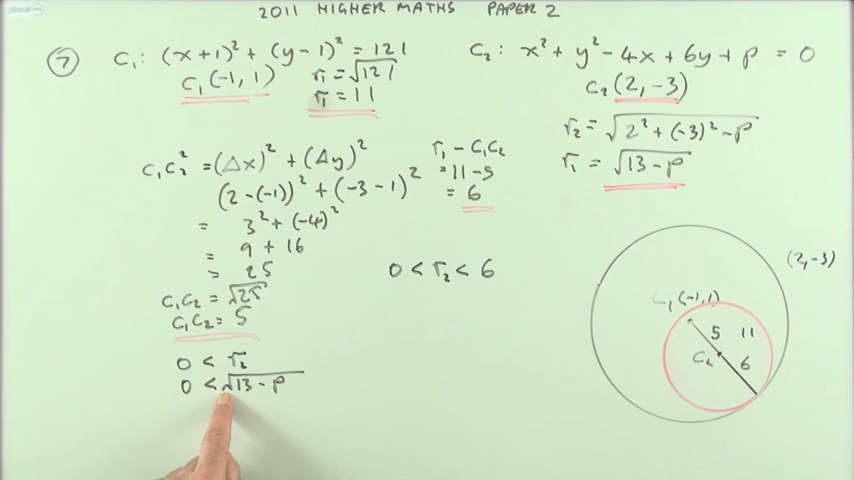 2011 HIGHER MATHS PAPER 2
7 C₁: (x+1)² + (y-1)² = 121
C₁(-1, 1) r₁ = √121
r₁ = 11
C₂: x² + y² - 4x + 6y + p = 0
C₂ (2, -3)
r₂ = √2² + (-3)² - p
r₁ = √13 - p
C₁C₂² = (Δx)² + (Δy)²
(2 - (-1))² + (-3 - 1)²
= 3² + (-4)²
= 9 + 16
= 25
C₁C₂ = √25
C₁C₂ = 5
r₁ - C₁C₂
= 11 - 5
= 6
0 < r₂ < 6
0 < r₂
0 < √13 - p
(2, -3)
C₁(-1, 1)
5 11
C₂ 6